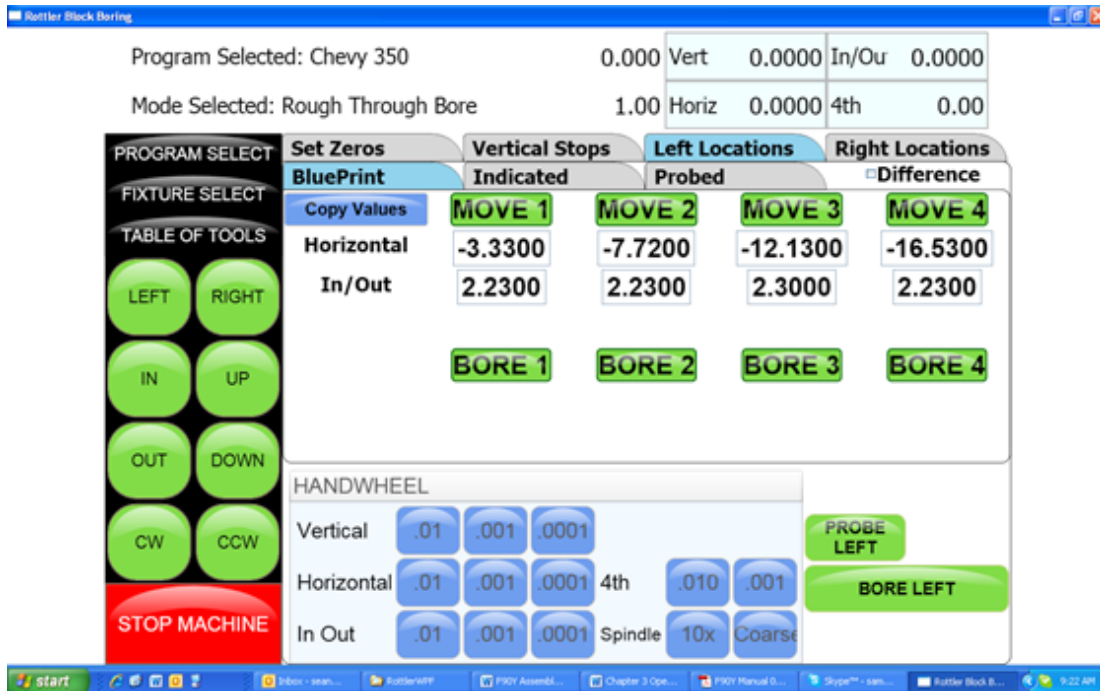 Rottler Block Boring
Program Selected: Chevy 350 0.000 Vert 0.0000 In/Ou 0.0000
Mode Selected: Rough Through Bore 1.00 Horiz 0.0000 4th 0.00
PROGRAM SELECT Set Zeros Vertical Stops Left Locations Right Locations
BluePrint Indicated Probed Difference
FIXTURE SELECT Copy Values MOVE 1 MOVE 2 MOVE 3 MOVE 4
TABLE OF TOOLS Horizontal -3.3300 -7.7200 -12.1300 -16.5300
LEFT RIGHT In/Out 2.2300 2.2300 2.3000 2.2300
IN UP BORE 1 BORE 2 BORE 3 BORE 4
OUT DOWN
HANDWHEEL
CW CCW Vertical .01 .001 .0001 PROBE LEFT
Horizontal .01 .001 .0001 4th .010 .001 BORE LEFT
STOP MACHINE In Out .01 .001 .0001 Spindle 10x Coarse
start Inbox - sean... RottlerWPF F90Y Assembl... Chapter 3 Ope... F90Y Manual 0... Skype™ - sam... Rottler Block B... 9:22 AM